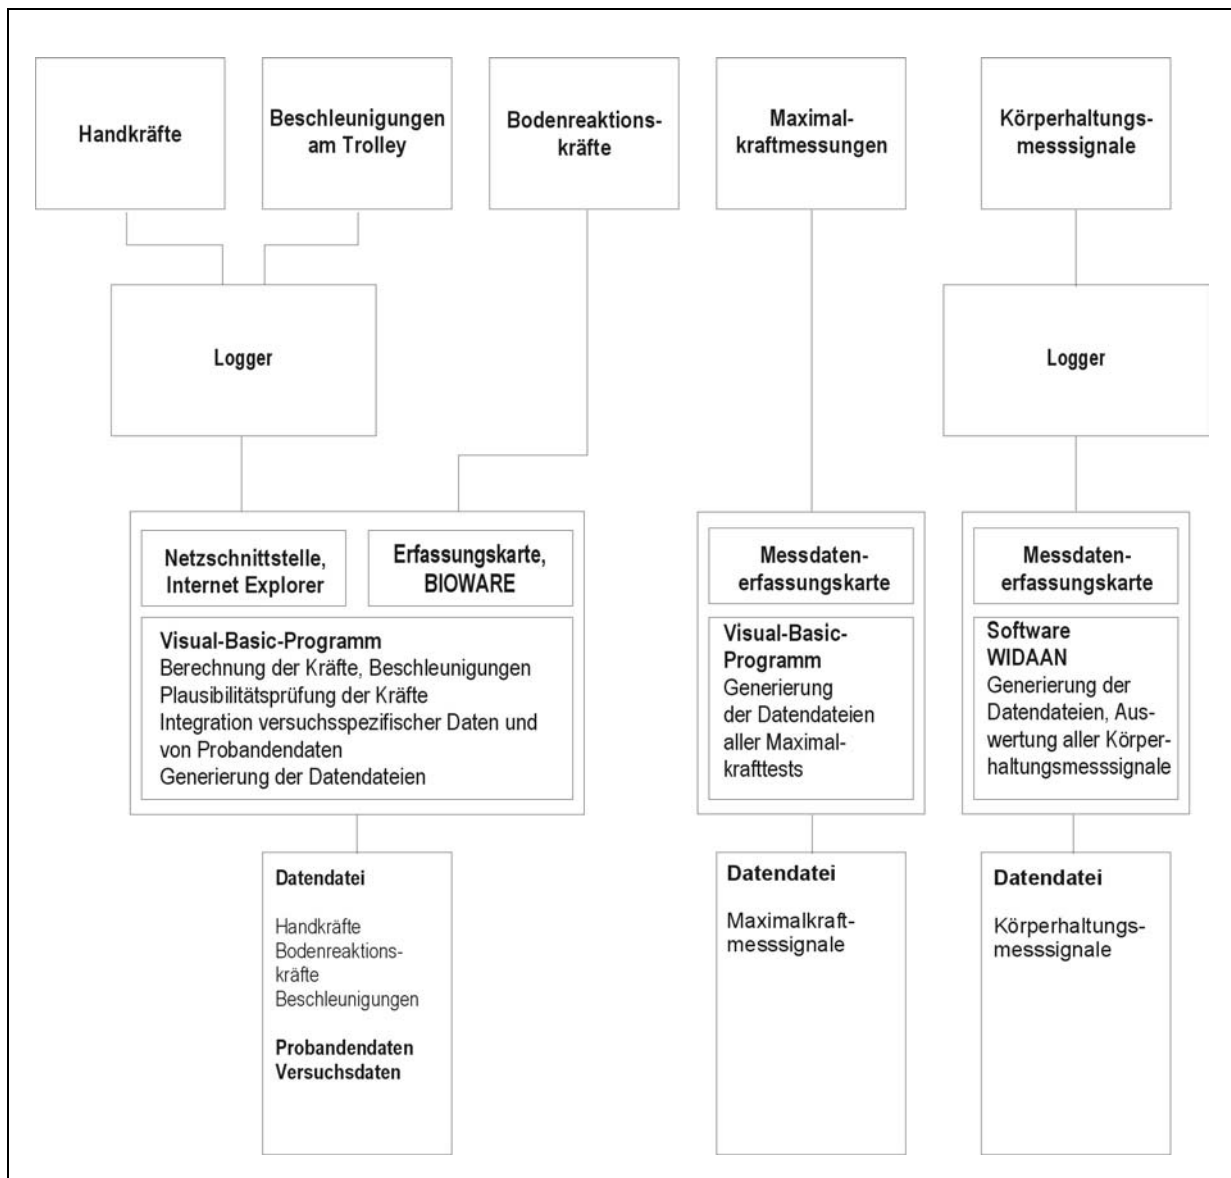 Handkräfte
Beschleunigungen
am Trolley
Bodenreaktions-
kräfte
Maximal-
kraftmessungen
Körperhaltungs-
messsignale
Logger
Logger
Netzschnittstelle,
Internet Explorer
Erfassungskarte,
BIOWARE
Visual-Basic-Programm
Berechnung der Kräfte, Beschleunigungen
Plausibilitätsprüfung der Kräfte
Integration versuchsspezifischer Daten und
von Probandendaten
Generierung der Datendateien
Messdaten-
erfassungskarte
Visual-Basic-
Programm
Generierung
der Datendateien
aller Maximal-
krafttests
Messdaten-
erfassungskarte
Software
WIDAAN
Generierung der
Datendateien, Aus-
wertung aller Körper-
haltungsmesssignale
Datendatei
Handkräfte
Bodenreaktions-
kräfte
Beschleunigungen
Probandendaten
Versuchsdaten
Datendatei
Maximalkraft-
messsignale
Datendatei
Körperhaltungs-
messsignale